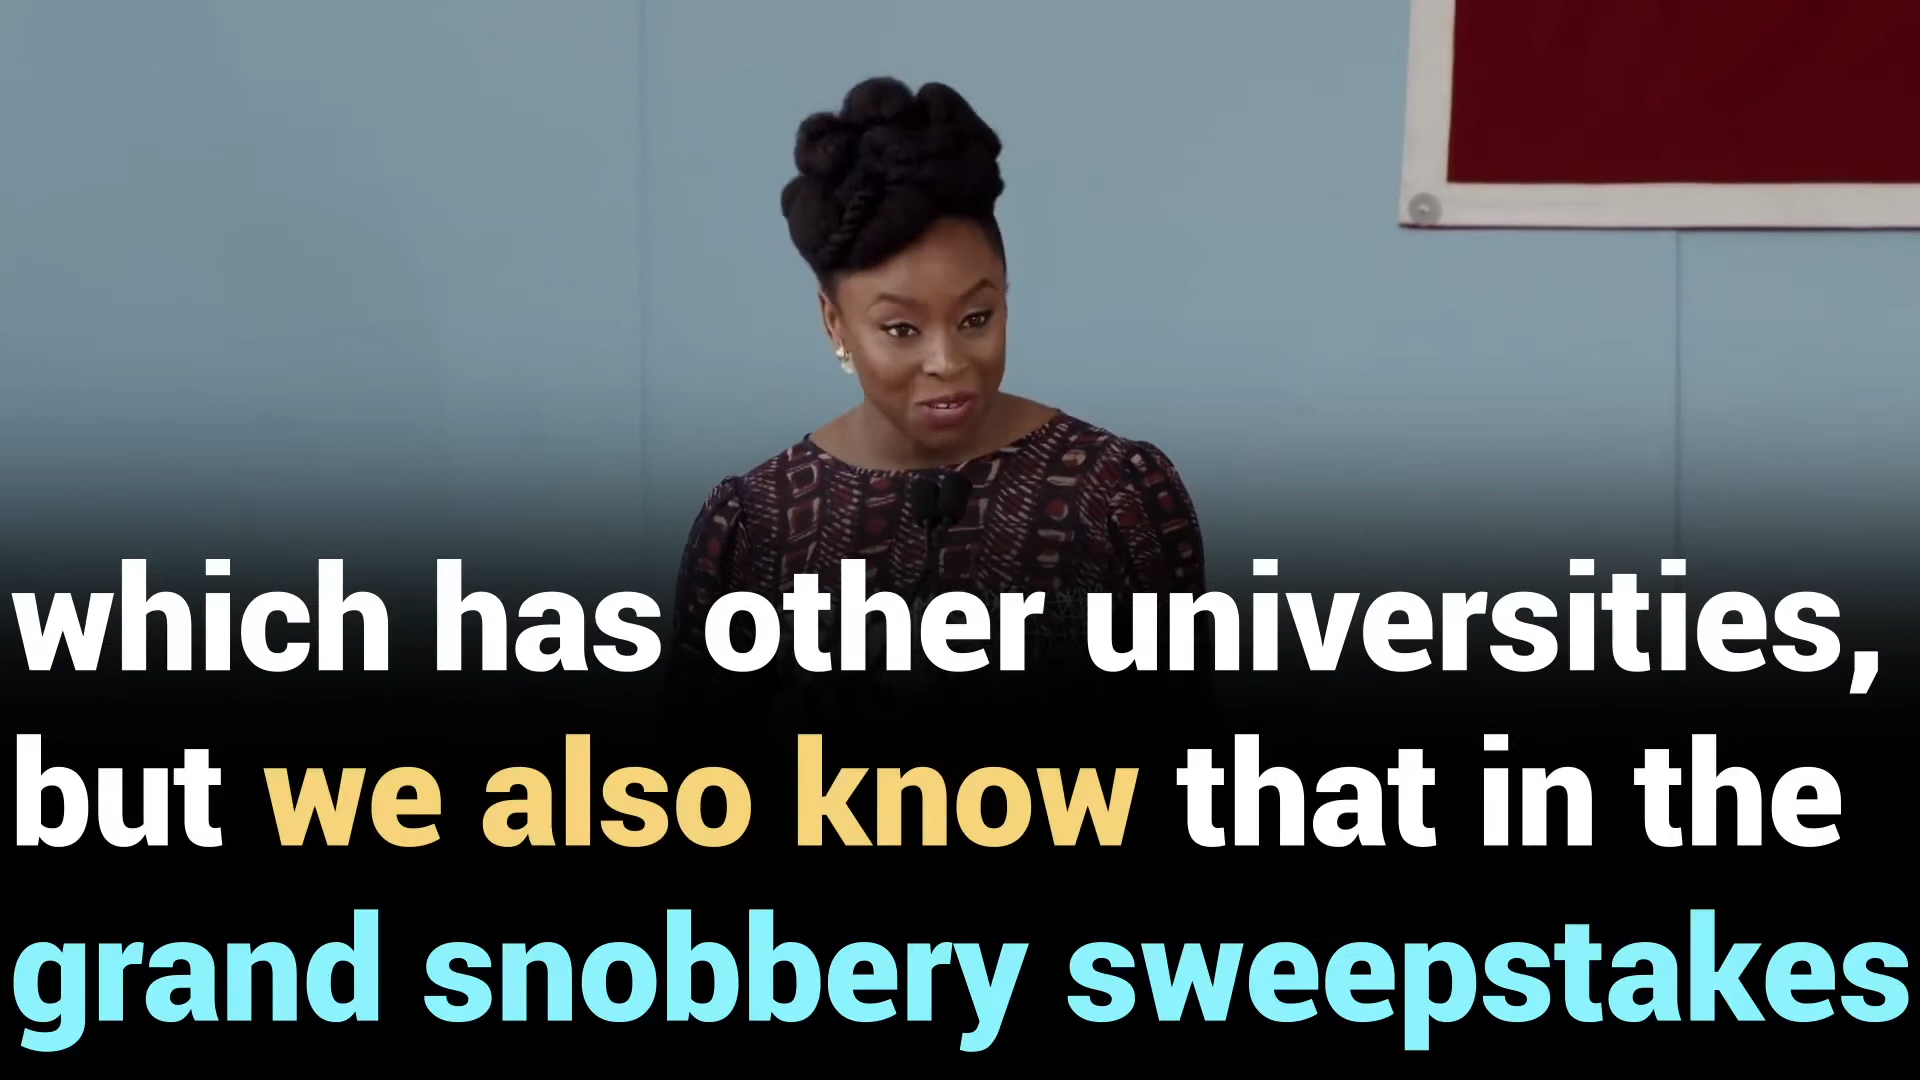 which has other universities,
but we also know that in the
grand snobbery sweepstakes